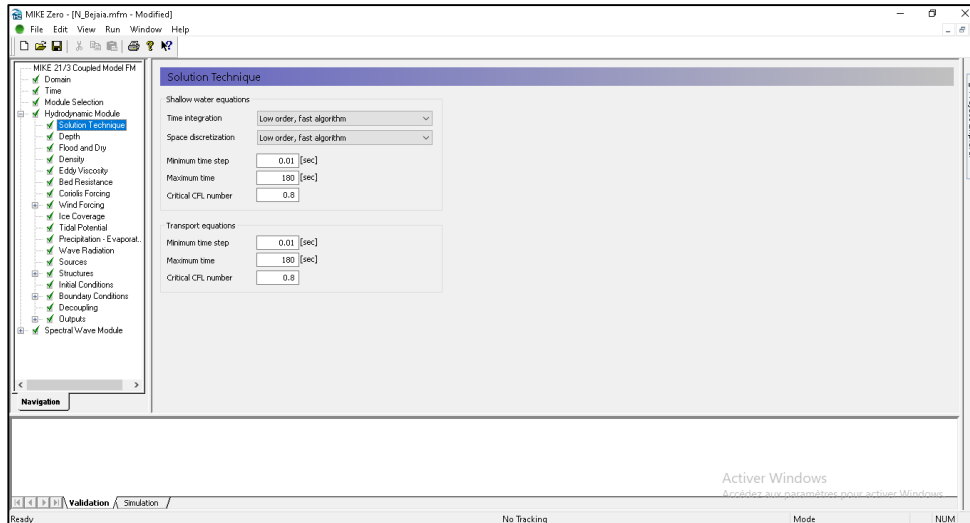 MIKE Zero - [N_Bejaia.mfm - Modified]
File Edit View Run Window Help
MIKE 21/3 Coupled Model FM
Domain
Time
Module Selection
Hydrodynamic Module
Solution Technique
Depth
Flood and Dry
Density
Eddy Viscosity
Bed Resistance
Coriolis Forcing
Wind Forcing
Ice Coverage
Tidal Potential
Precipitation - Evaporat..
Wave Radiation
Sources
Structures
Initial Conditions
Boundary Conditions
Decoupling
Outputs
Spectral Wave Module
Navigation
Solution Technique
Shallow water equations
Time integration Low order, fast algorithm
Space discretization Low order, fast algorithm
Minimum time step 0.01 [sec]
Maximum time 180 [sec]
Critical CFL number 0.8
Transport equations
Minimum time step 0.01 [sec]
Maximum time 180 [sec]
Critical CFL number 0.8
Activer Windows
Accédez aux paramètres pour activer Windows.
Validation Simulation
Ready No Tracking Mode NUM